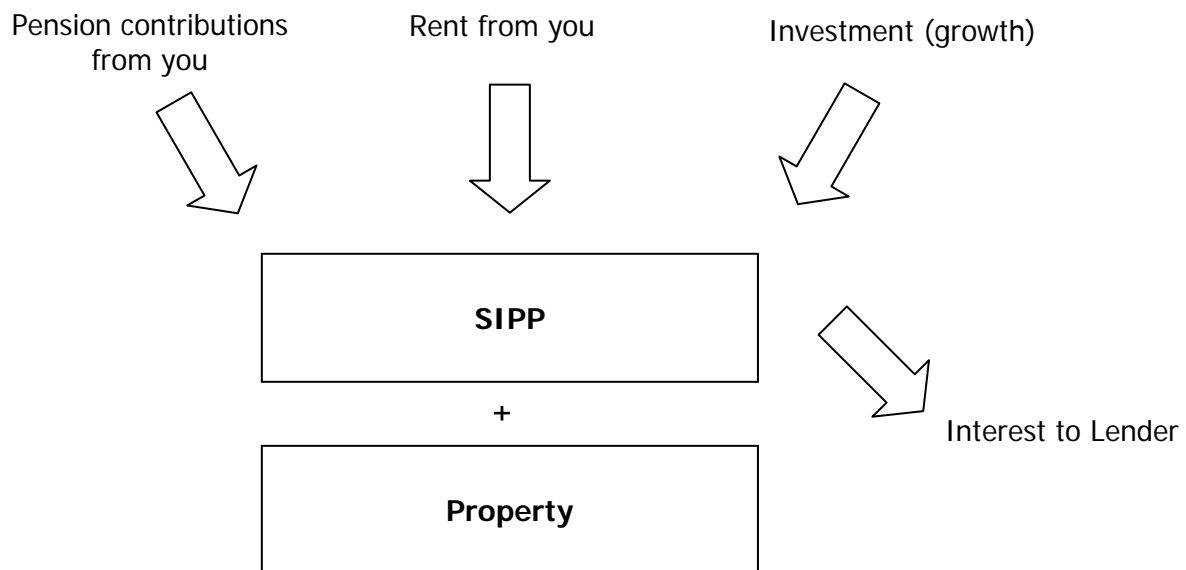 Pension contributions
from you
Rent from you
Investment (growth)
SIPP
+
Interest to Lender
Property